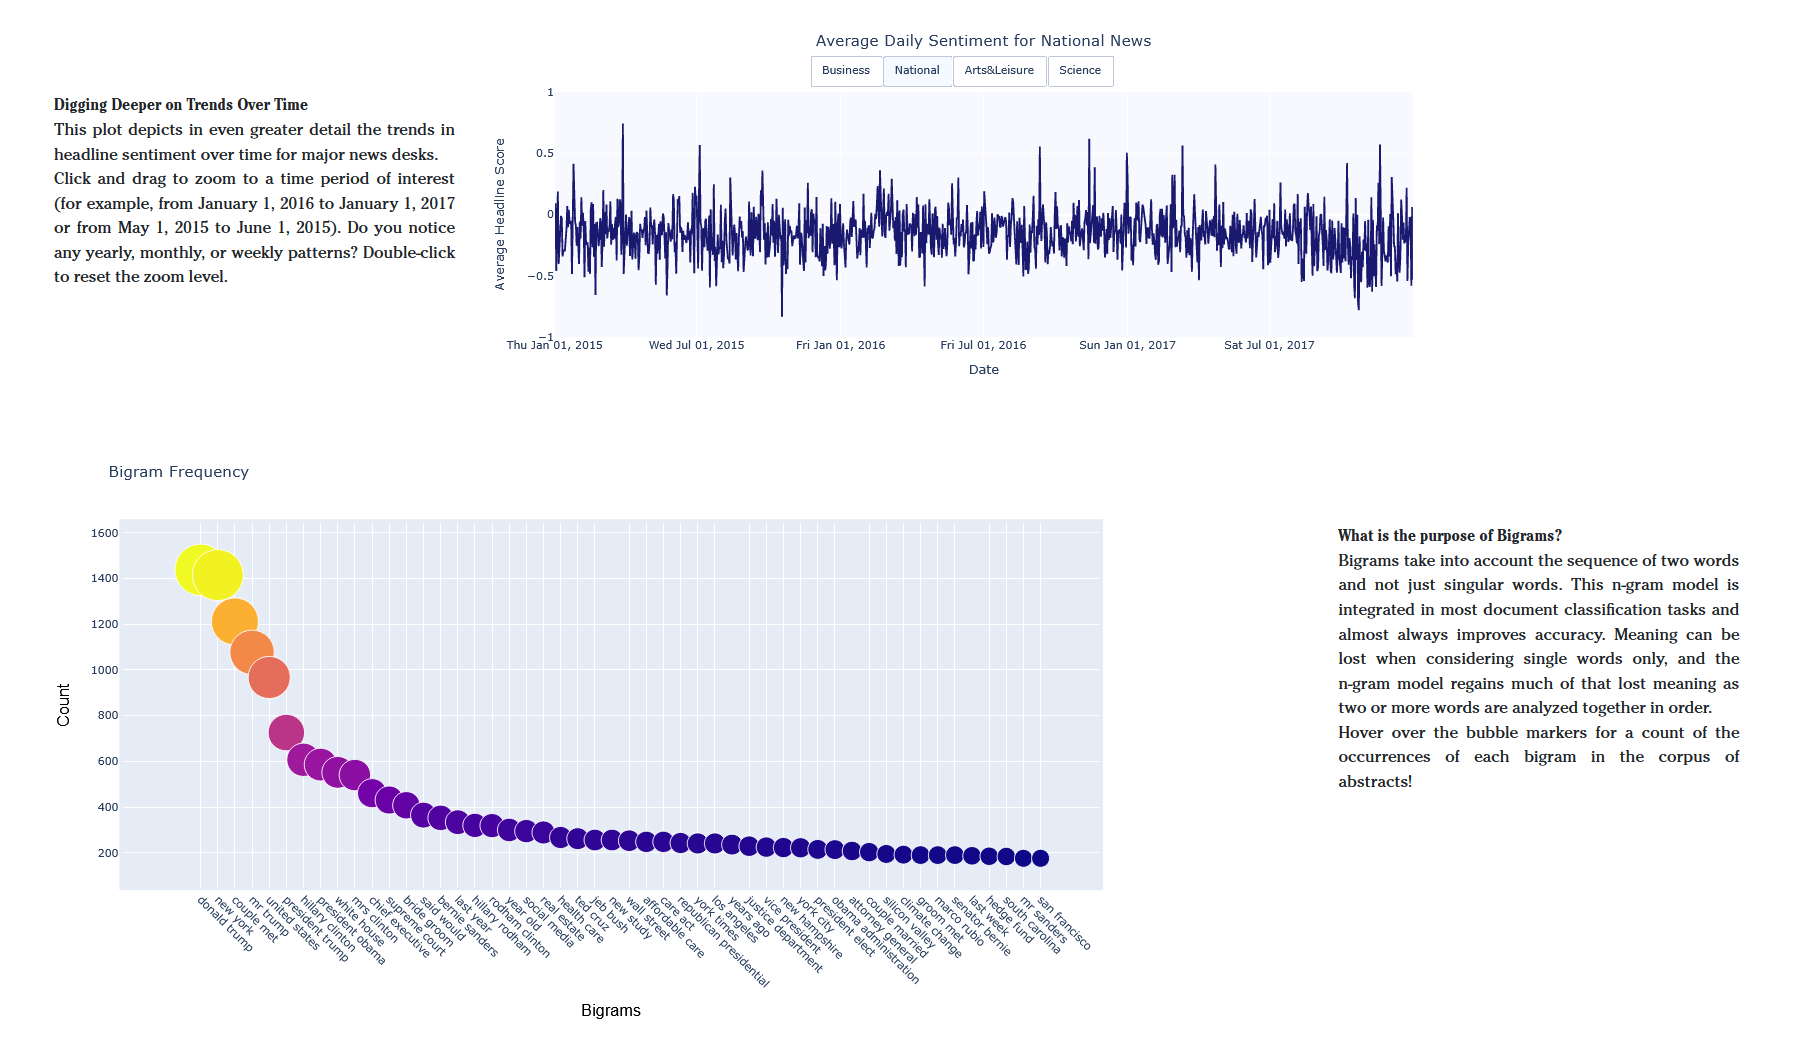 Average Daily Sentiment for National News
Business National Arts&Leisure Science
Digging Deeper on Trends Over Time
This plot depicts in even greater detail the trends in
headline sentiment over time for major news desks.
Click and drag to zoom to a time period of interest
(for example, from January 1, 2016 to January 1, 2017
or from May 1, 2015 to June 1, 2015). Do you notice
any yearly, monthly, or weekly patterns? Double-click
to reset the zoom level.
Average Headline Score
1
0.5
0
−0.5
−1
Thu Jan 01, 2015 Wed Jul 01, 2015 Fri Jan 01, 2016 Fri Jul 01, 2016 Sun Jan 01, 2017 Sat Jul 01, 2017
Date
Bigram Frequency
Count
1600
1400
1200
1000
800
600
400
200
donald trump
new york
couple met
mr trump
united states
president trump
hillary clinton
president obama
white house
mrs clinton
chief executive
supreme court
bride groom
said would
bernie sanders
last year
hillary rodham
rodham clinton
year old
social media
real estate
health care
ted cruz
jeb bush
new study
wall street
affordable care
care act
republican presidential
york times
los angeles
years ago
justice department
vice president
new hampshire
york city
president elect
obama administration
attorney general
couple married
silicon valley
climate change
groom met
marco rubio
senator bernie
last week
hedge fund
south carolina
mr sanders
san francisco
Bigrams
What is the purpose of Bigrams?
Bigrams take into account the sequence of two words
and not just singular words. This n-gram model is
integrated in most document classification tasks and
almost always improves accuracy. Meaning can be
lost when considering single words only, and the
n-gram model regains much of that lost meaning as
two or more words are analyzed together in order.
Hover over the bubble markers for a count of the
occurrences of each bigram in the corpus of
abstracts!